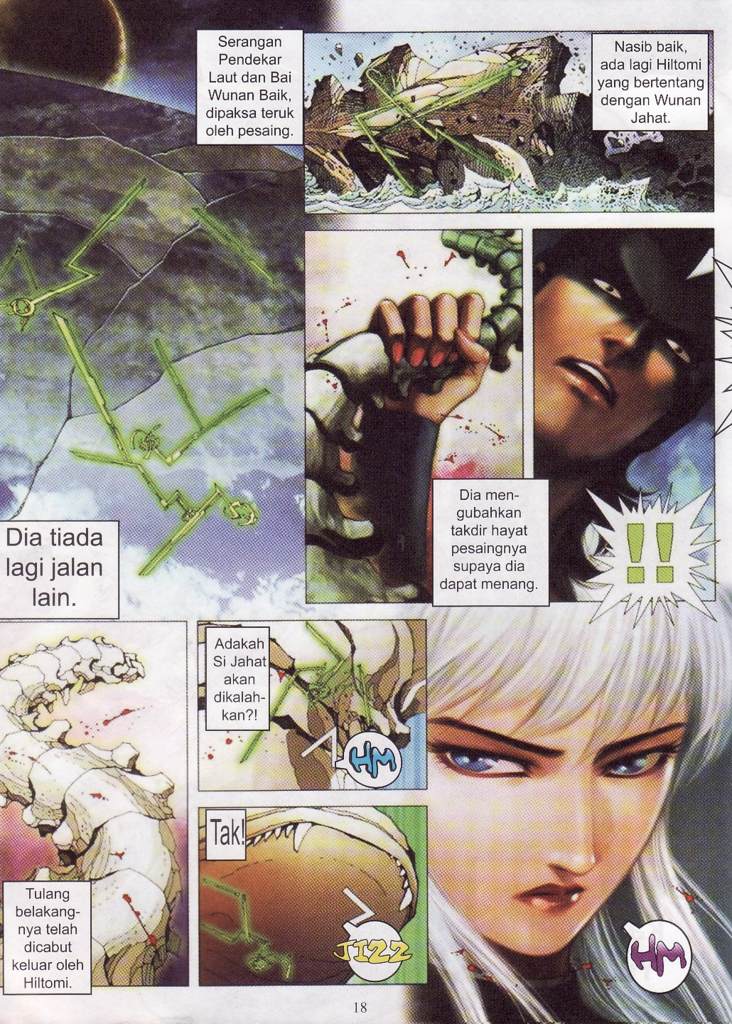 Serangan
Pendekar
Laut dan Bai
Wunan Baik,
dipaksa teruk
oleh pesaing.
Nasib baik,
ada lagi Hiltomi
yang bertentang
dengan Wunan
Jahat.
Dia tiada
lagi jalan
lain.
Dia men-
gubahkan
takdir hayat
pesaingnya
supaya dia
dapat menang.
!!
Tulang
belakang-
nya telah
dicabut
keluar oleh
Hiltomi.
Adakah
Si Jahat
akan
dikalah-
kan?!
HM
Tak!
JIZZ
HM
18